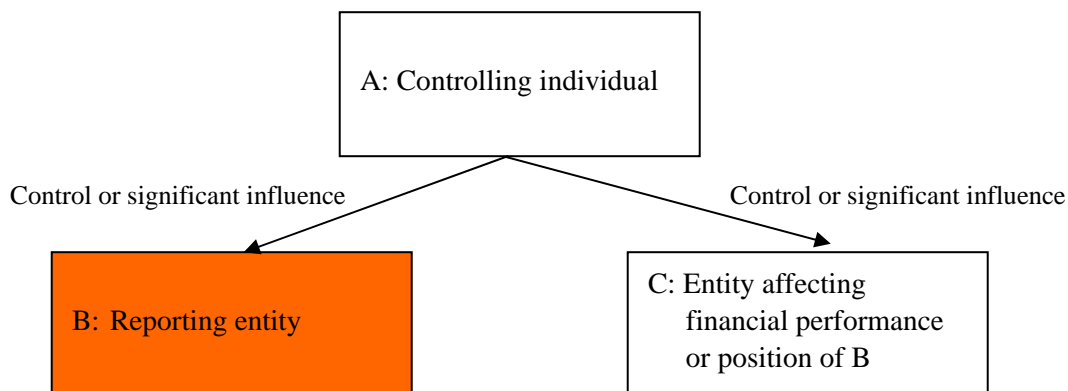 A: Controlling individual
Control or significant influence
Control or significant influence
B: Reporting entity
C: Entity affecting
financial performance
or position of B